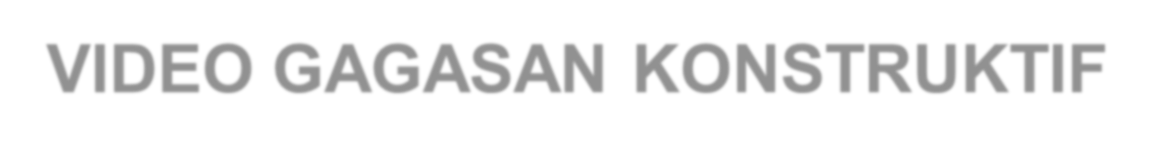 VIDEO GAGASAN KONSTRUKTIF